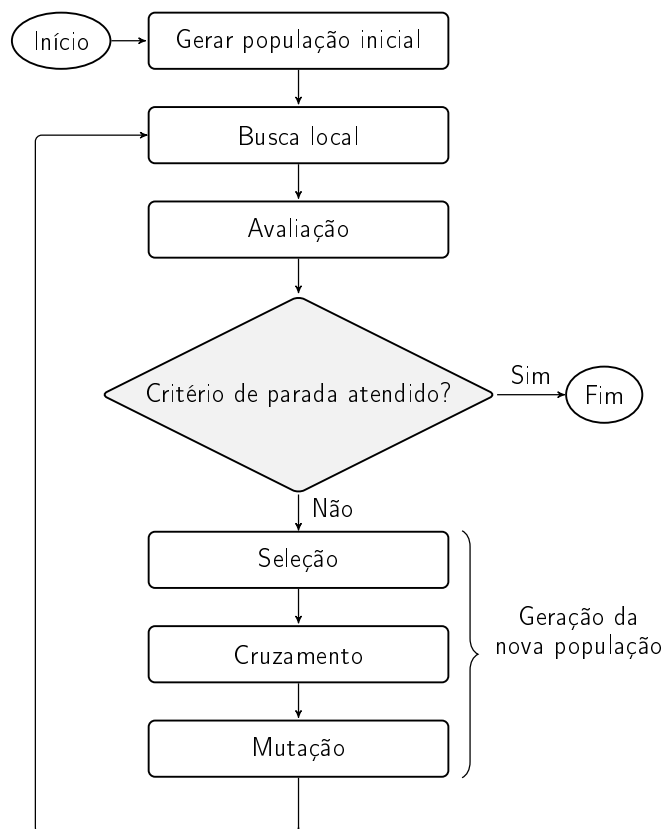 Início
Gerar população inicial
Busca local
Avaliação
Critério de parada atendido?
Sim
Fim
Não
Seleção
Cruzamento
Mutação
Geração da
nova população